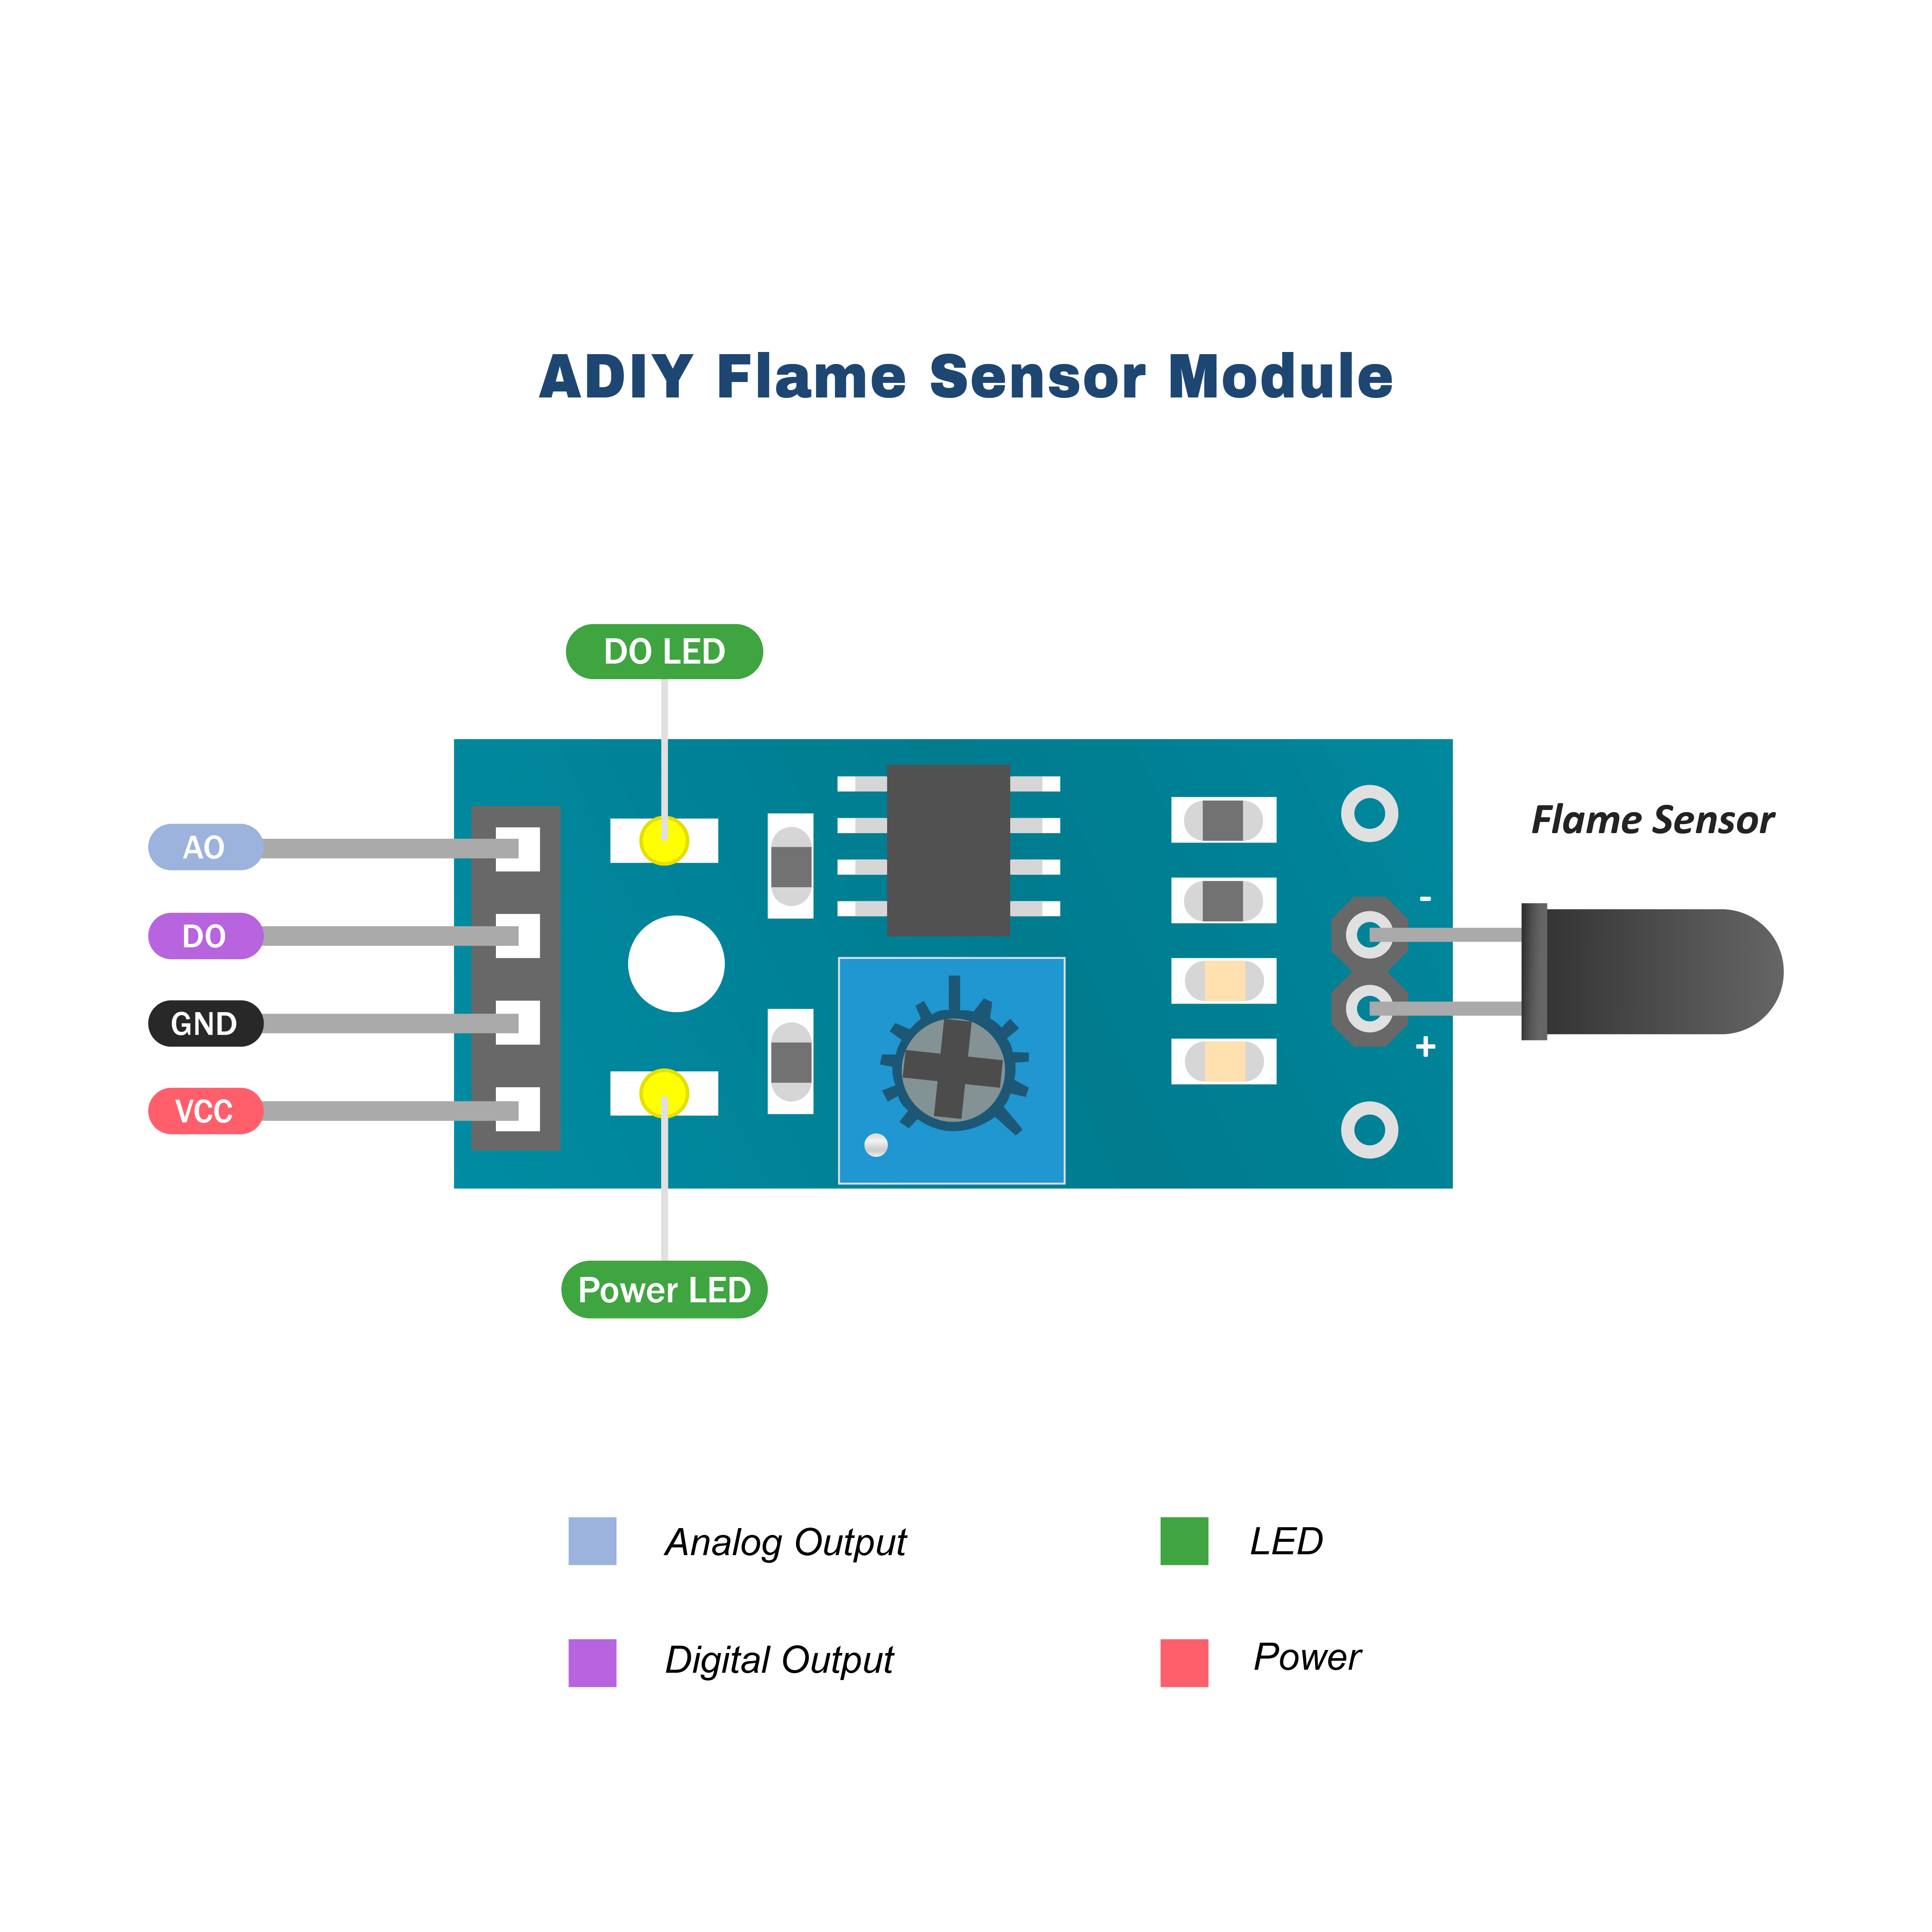 ADIY Flame Sensor Module
DO LED
AO
DO
GND
VCC
Flame Sensor
-
+
Power LED
Analog Output
LED
Digital Output
Power